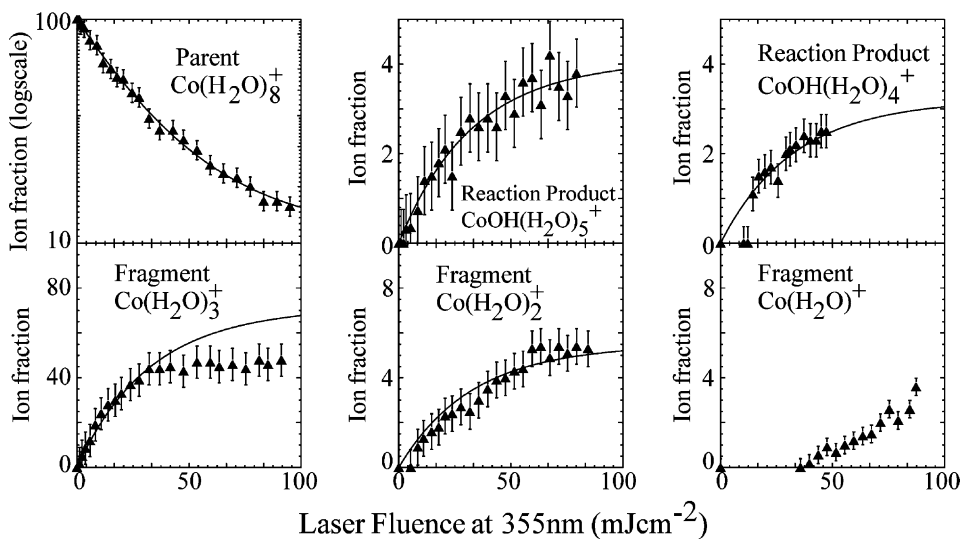 100
Parent
Co(H2O)8+
Ion fraction (logscale)
10
4
2
0
Ion fraction
Reaction Product
CoOH(H2O)5+
4
2
0
Ion fraction
Reaction Product
CoOH(H2O)4+
80
40
0
Ion fraction
Fragment
Co(H2O)3+
0 50 100
8
4
0
Ion fraction
Fragment
Co(H2O)2+
0 50 100
8
4
0
Ion fraction
Fragment
Co(H2O)+
0 50 100
Laser Fluence at 355nm (mJcm-2)